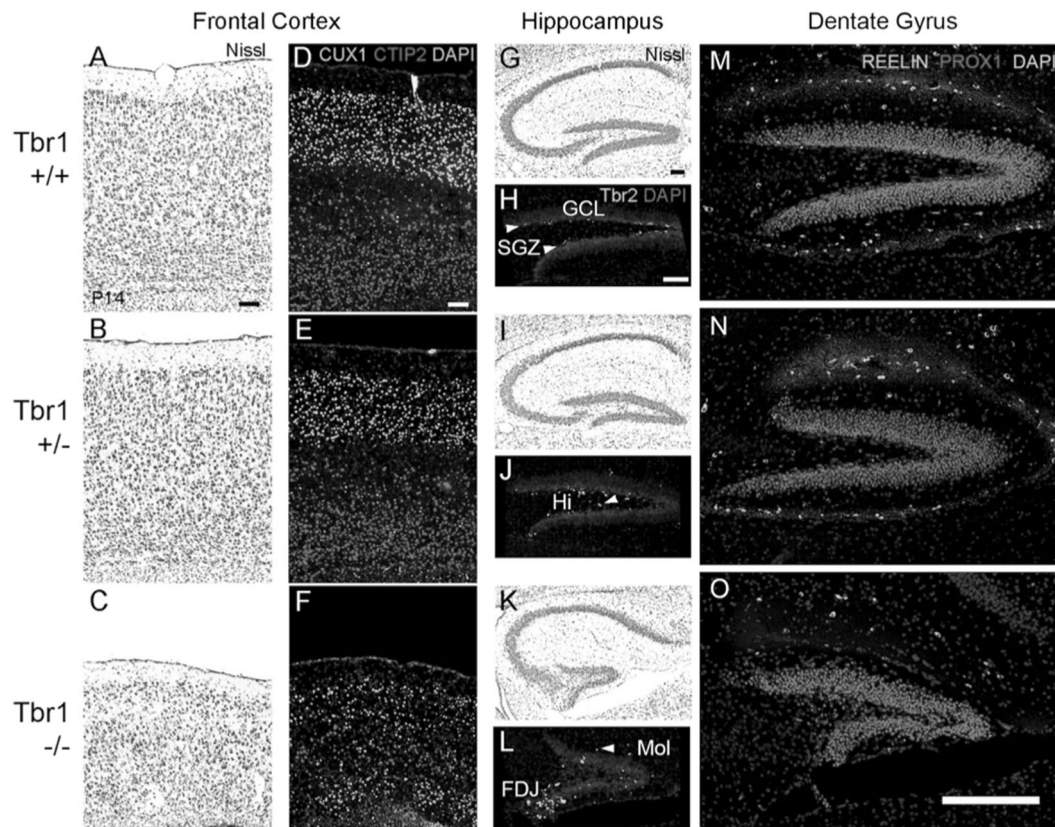 Frontal Cortex
Hippocampus
Dentate Gyrus
A
Nissl
D
CUX1 CTIP2 DAPI
G
Nissl
M
REELIN PROX1 DAPI
Tbr1
+/+
H
Tbr2 DAPI
GCL
SGZ
P14
B
E
I
N
Tbr1
+/-
J
Hi
C
F
K
O
Tbr1
-/-
L
Mol
FDJ